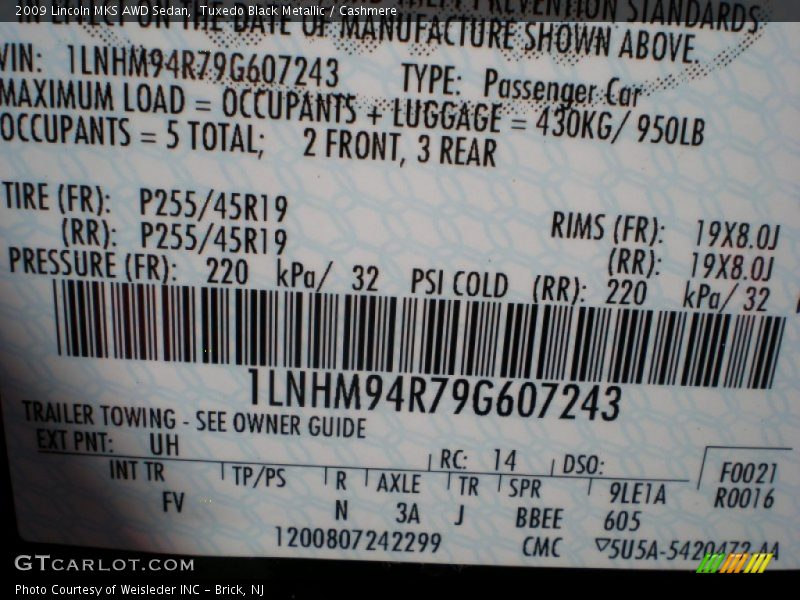 2009 Lincoln MKS AWD Sedan, Tuxedo Black Metallic / Cashmere
PREVENTION STANDARDS
ON THE DATE OF MANUFACTURE SHOWN ABOVE.
VIN: 1LNHM94R79G607243 TYPE: Passenger Car
MAXIMUM LOAD = OCCUPANTS + LUGGAGE = 430KG/ 950LB
OCCUPANTS = 5 TOTAL; 2 FRONT, 3 REAR
TIRE (FR): P255/45R19 RIMS (FR): 19X8.0J
(RR): P255/45R19 (RR): 19X8.0J
PRESSURE (FR): 220 kPa/ 32 PSI COLD (RR): 220 kPa/ 32
1LNHM94R79G607243
TRAILER TOWING - SEE OWNER GUIDE
EXT PNT: UH RC: 14 DSO: F0021
INT TR TP/PS R AXLE TR SPR 9LE1A R0016
FV N 3A J BBEE 605
1200807242299 CMC ▽5U5A-5420472-AA
GTCARLOT.COM
Photo Courtesy of Weisleder INC – Brick, NJ